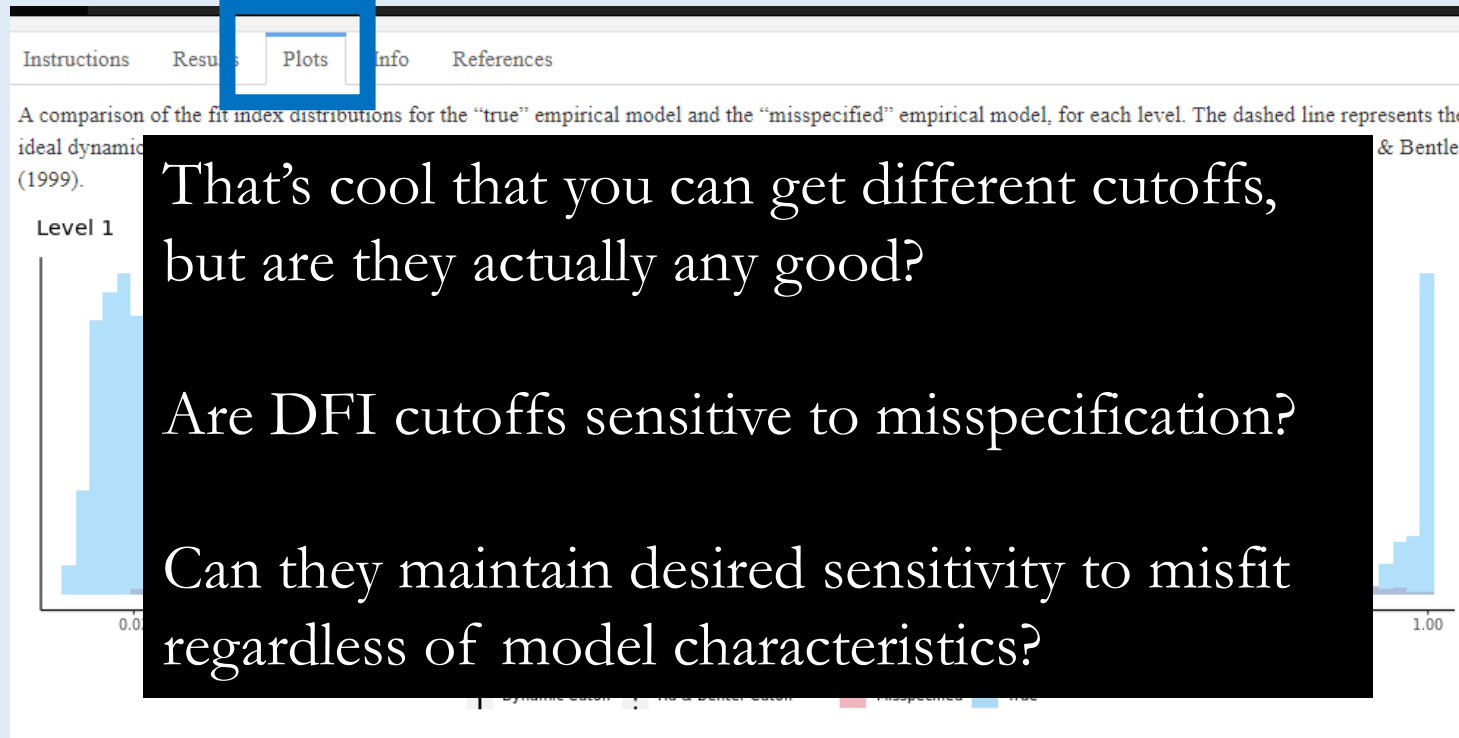 Instructions Results Plots Info References
A comparison of the fit index distributions for the “true” empirical model and the “misspecified” empirical model, for each level. The dashed line represents the
ideal dynamic & Bentle
(1999).
Level 1
That’s cool that you can get different cutoffs,
but are they actually any good?
Are DFI cutoffs sensitive to misspecification?
Can they maintain desired sensitivity to misfit
regardless of model characteristics?
1.00